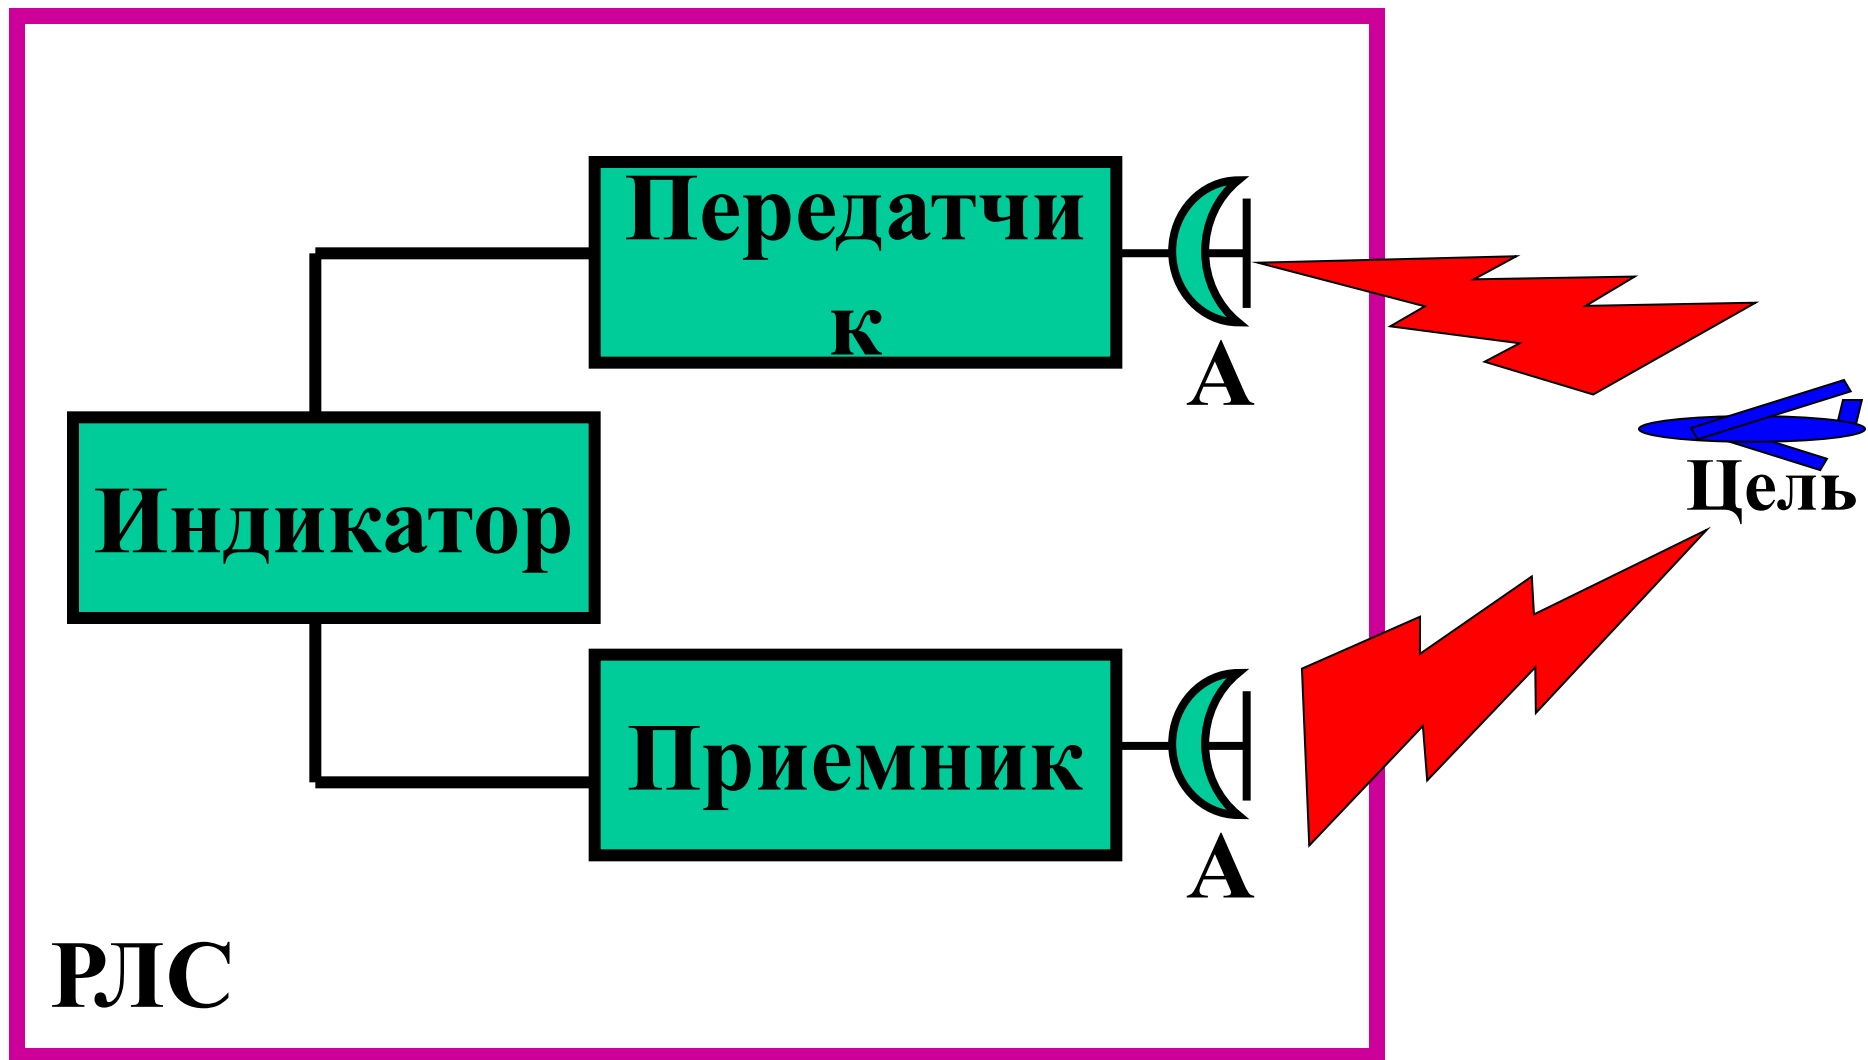 Передатчи
к
А
Индикатор
Цель
Приемник
А
РЛС